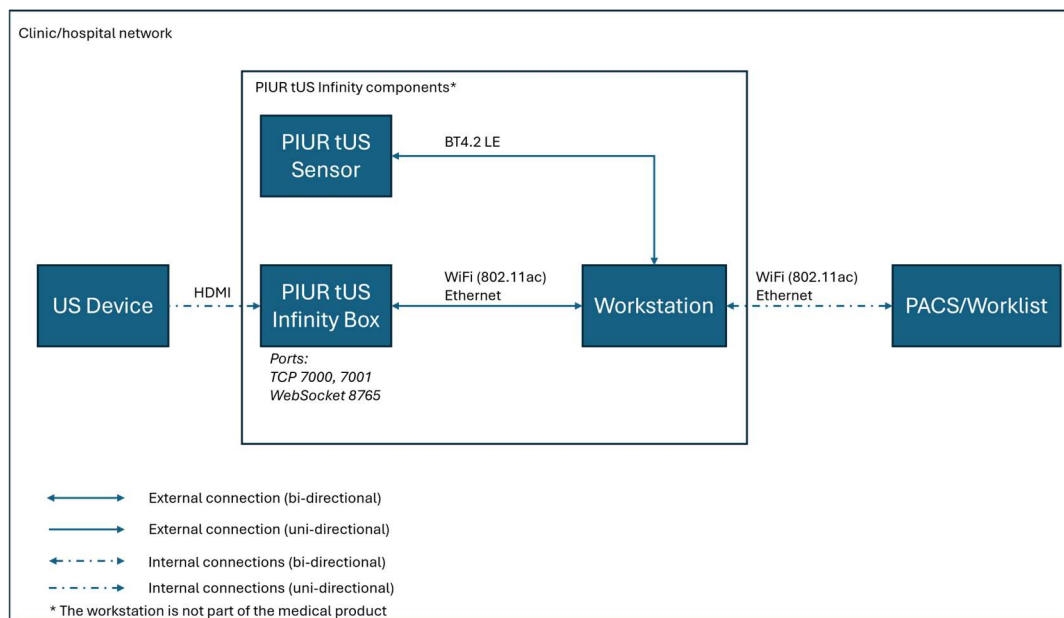 Clinic/hospital network
PIUR tUS Infinity components*
PIUR tUS
Sensor
BT4.2 LE
US Device
HDMI
PIUR tUS
Infinity Box
WiFi (802.11ac)
Ethernet
Workstation
WiFi (802.11ac)
Ethernet
PACS/Worklist
Ports:
TCP 7000, 7001
WebSocket 8765
External connection (bi-directional)
External connection (uni-directional)
Internal connections (bi-directional)
Internal connections (uni-directional)
* The workstation is not part of the medical product